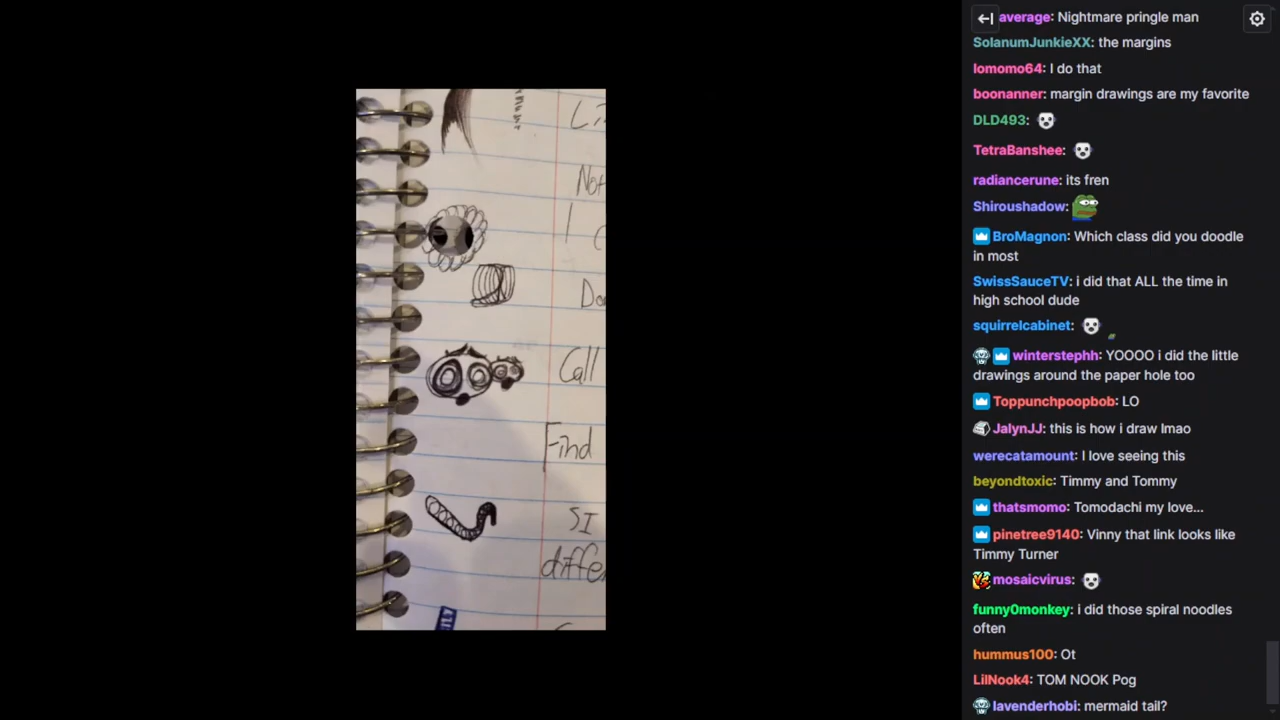 Not
Call
Find
SI
average: Nightmare pringle man
SolanumJunkieXX: the margins
lomomo64: I do that
boonanner: margin drawings are my favorite
DLD493:
TetraBanshee:
radiancerune: its fren
Shiroushadow:
BroMagnon: Which class did you doodle
in most
SwissSauceTV: i did that ALL the time in
high school dude
squirrelcabinet:
winterstephh: YOOOO i did the little
drawings around the paper hole too
Toppunchpoopbob: LO
JalynJJ: this is how i draw lmao
werecatamount: I love seeing this
beyondtoxic: Timmy and Tommy
thatsmomo: Tomodachi my love...
pinetree9140: Vinny that link looks like
Timmy Turner
mosaicvirus:
funny0monkey: i did those spiral noodles
often
hummus100: Ot
LilNook4: TOM NOOK Pog
lavenderhobi: mermaid tail?